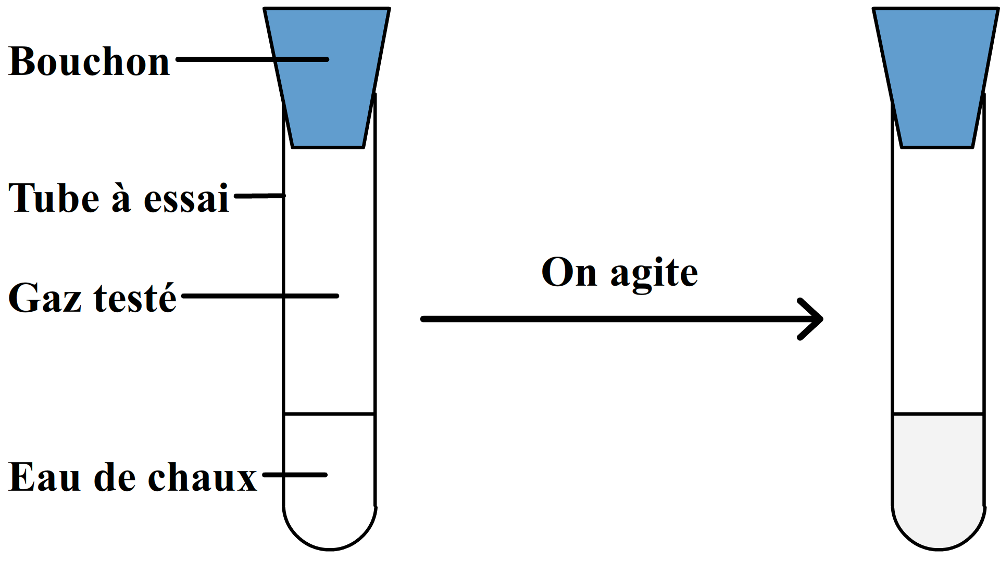 Bouchon
Tube à essai
Gaz testé
On agite
Eau de chaux